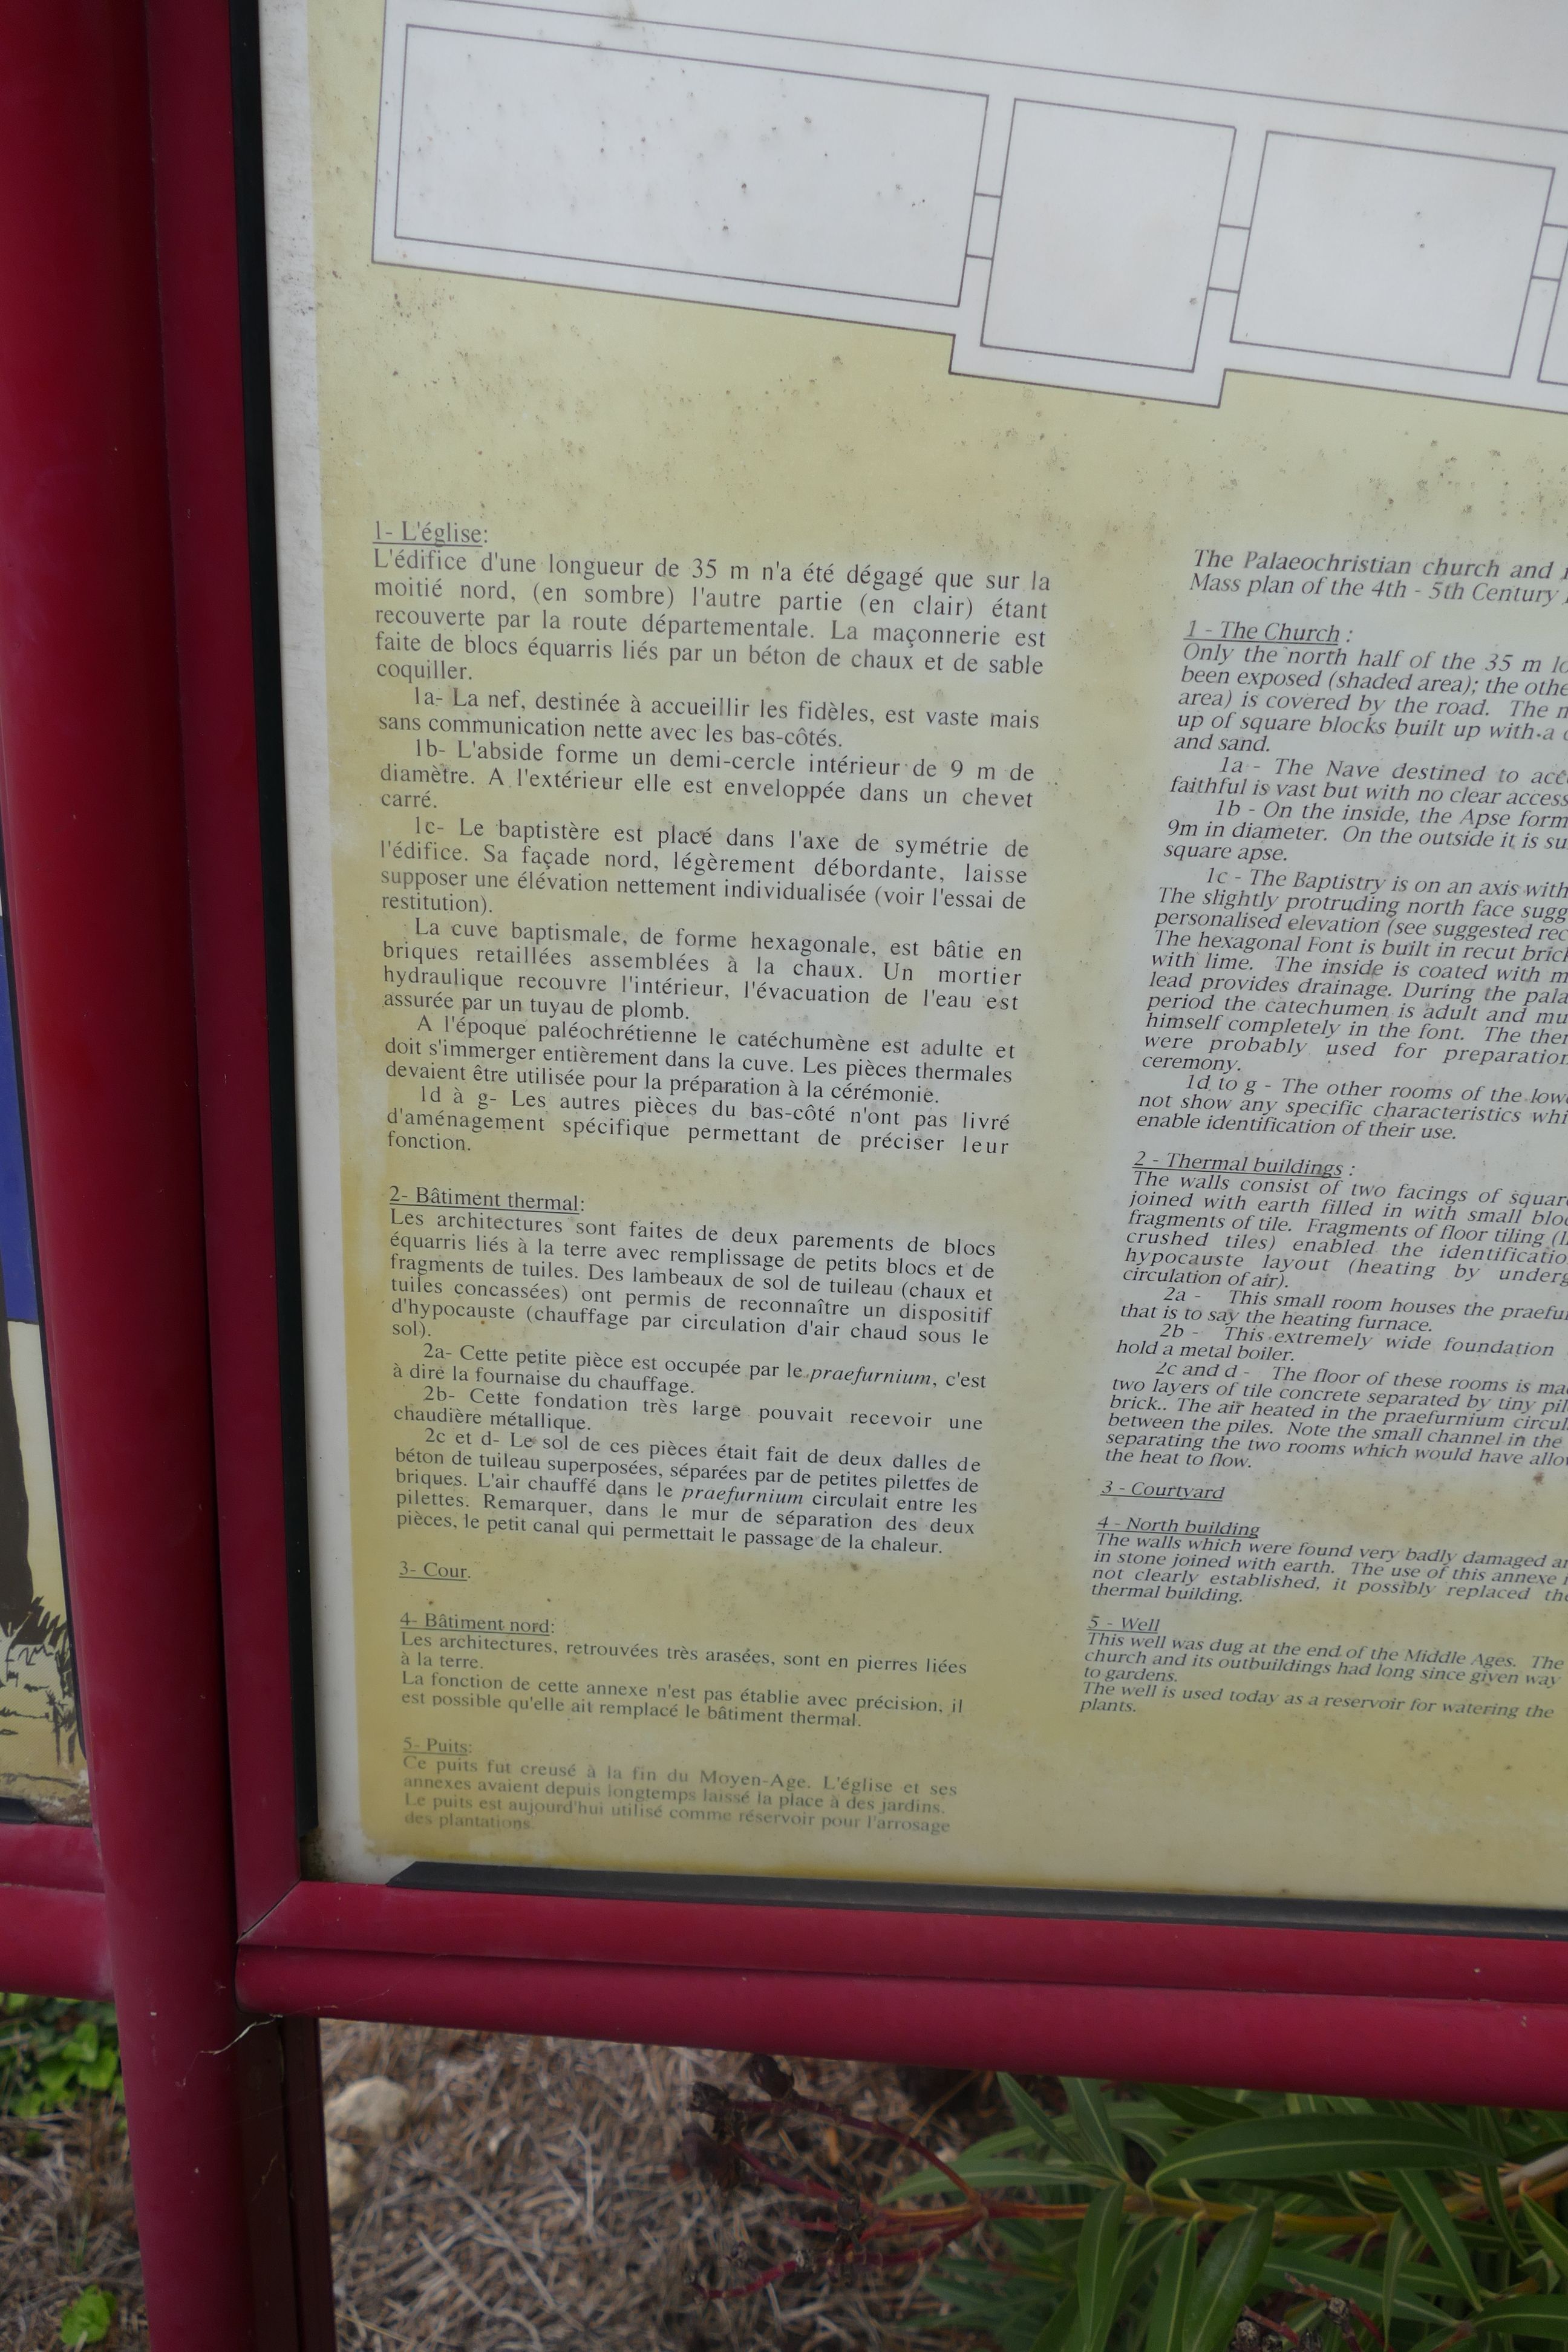 1- L'église:
L'édifice d'une longueur de 35 m n'a été dégagé que sur la
moitié nord, (en sombre) l'autre partie (en clair) étant
recouverte par la route départementale. La maçonnerie est
faite de blocs équarris liés par un béton de chaux et de sable
coquiller.
1a- La nef, destinée à accueillir les fidèles, est vaste mais
sans communication nette avec les bas-côtés.
1b- L'abside forme un demi-cercle intérieur de 9 m de
diamètre. A l'extérieur elle est enveloppée dans un chevet
carré.
1c- Le baptistère est placé dans l'axe de symétrie de
l'édifice. Sa façade nord, légèrement débordante, laisse
supposer une élévation nettement individualisée (voir l'essai de
restitution).
La cuve baptismale, de forme hexagonale, est bâtie en
briques retaillées assemblées à la chaux. Un mortier
hydraulique recouvre l'intérieur, l'évacuation de l'eau est
assurée par un tuyau de plomb.
A l'époque paléochrétienne le catéchumène est adulte et
doit s'immerger entièrement dans la cuve. Les pièces thermales
devaient être utilisée pour la préparation à la cérémonie.
1d à g- Les autres pièces du bas-côté n'ont pas livré
d'aménagement spécifique permettant de préciser leur
fonction.
2- Bâtiment thermal:
Les architectures sont faites de deux parements de blocs
équarris liés à la terre avec remplissage de petits blocs et de
fragments de tuiles. Des lambeaux de sol de tuileau (chaux et
tuiles concassées) ont permis de reconnaître un dispositif
d'hypocauste (chauffage par circulation d'air chaud sous le
sol).
2a- Cette petite pièce est occupée par le praefurnium, c'est
à dire la fournaise du chauffage.
2b- Cette fondation très large pouvait recevoir une
chaudière métallique.
2c et d- Le sol de ces pièces était fait de deux dalles de
béton de tuileau superposées, séparées par de petites pilettes de
briques. L'air chauffé dans le praefurnium circulait entre les
pilettes. Remarquer, dans le mur de séparation des deux
pièces, le petit canal qui permettait le passage de la chaleur.
3- Cour.
4- Bâtiment nord:
Les architectures, retrouvées très arasées, sont en pierres liées
à la terre.
La fonction de cette annexe n'est pas établie avec précision, il
est possible qu'elle ait remplacé le bâtiment thermal.
5- Puits:
Ce puits fut creusé à la fin du Moyen-Age. L'église et ses
annexes avaient depuis longtemps laissé la place à des jardins.
Le puits est aujourd'hui utilisé comme réservoir pour l'arrosage
des plantations.
The Palaeochristian church and
Mass plan of the 4th - 5th Century
1 - The Church :
Only the north half of the 35 m
been exposed (shaded area); the
area) is covered by the road. The
up of square blocks built up with a
and sand.
1a - The Nave destined to
faithful is vast but with no clear access
1b - On the inside, the Apse
9m in diameter. On the outside it is
square apse.
1c - The Baptistry is on an axis with
The slightly protruding north face
personalised elevation (see suggested
The hexagonal Font is built in recut
with lime. The inside is coated with
lead provides drainage. During the
period the catechumen is adult and
himself completely in the font. The
were probably used for preparation
ceremony.
1d to g - The other rooms of the
not show any specific characteristics
enable identification of their use.
2 - Thermal buildings :
The walls consist of two facings of
joined with earth filled in with small
fragments of tile. Fragments of floor tiling
crushed tiles) enabled the
hypocauste layout (heating by
circulation of air).
2a - This small room houses the
that is to say the heating furnace.
2b - This extremely wide foundation
hold a metal boiler.
2c and d - The floor of these rooms is
two layers of tile concrete separated by tiny
brick.. The air heated in the praefurnium
between the piles. Note the small channel in the
separating the two rooms which would have
the heat to flow.
3 - Courtyard
4 - North building
The walls which were found very badly damaged
in stone joined with earth. The use of this annexe
not clearly established, it possibly replaced
thermal building.
5 - Well
This well was dug at the end of the Middle Ages. The
church and its outbuildings had long since given way
to gardens.
The well is used today as a reservoir for watering the
plants.